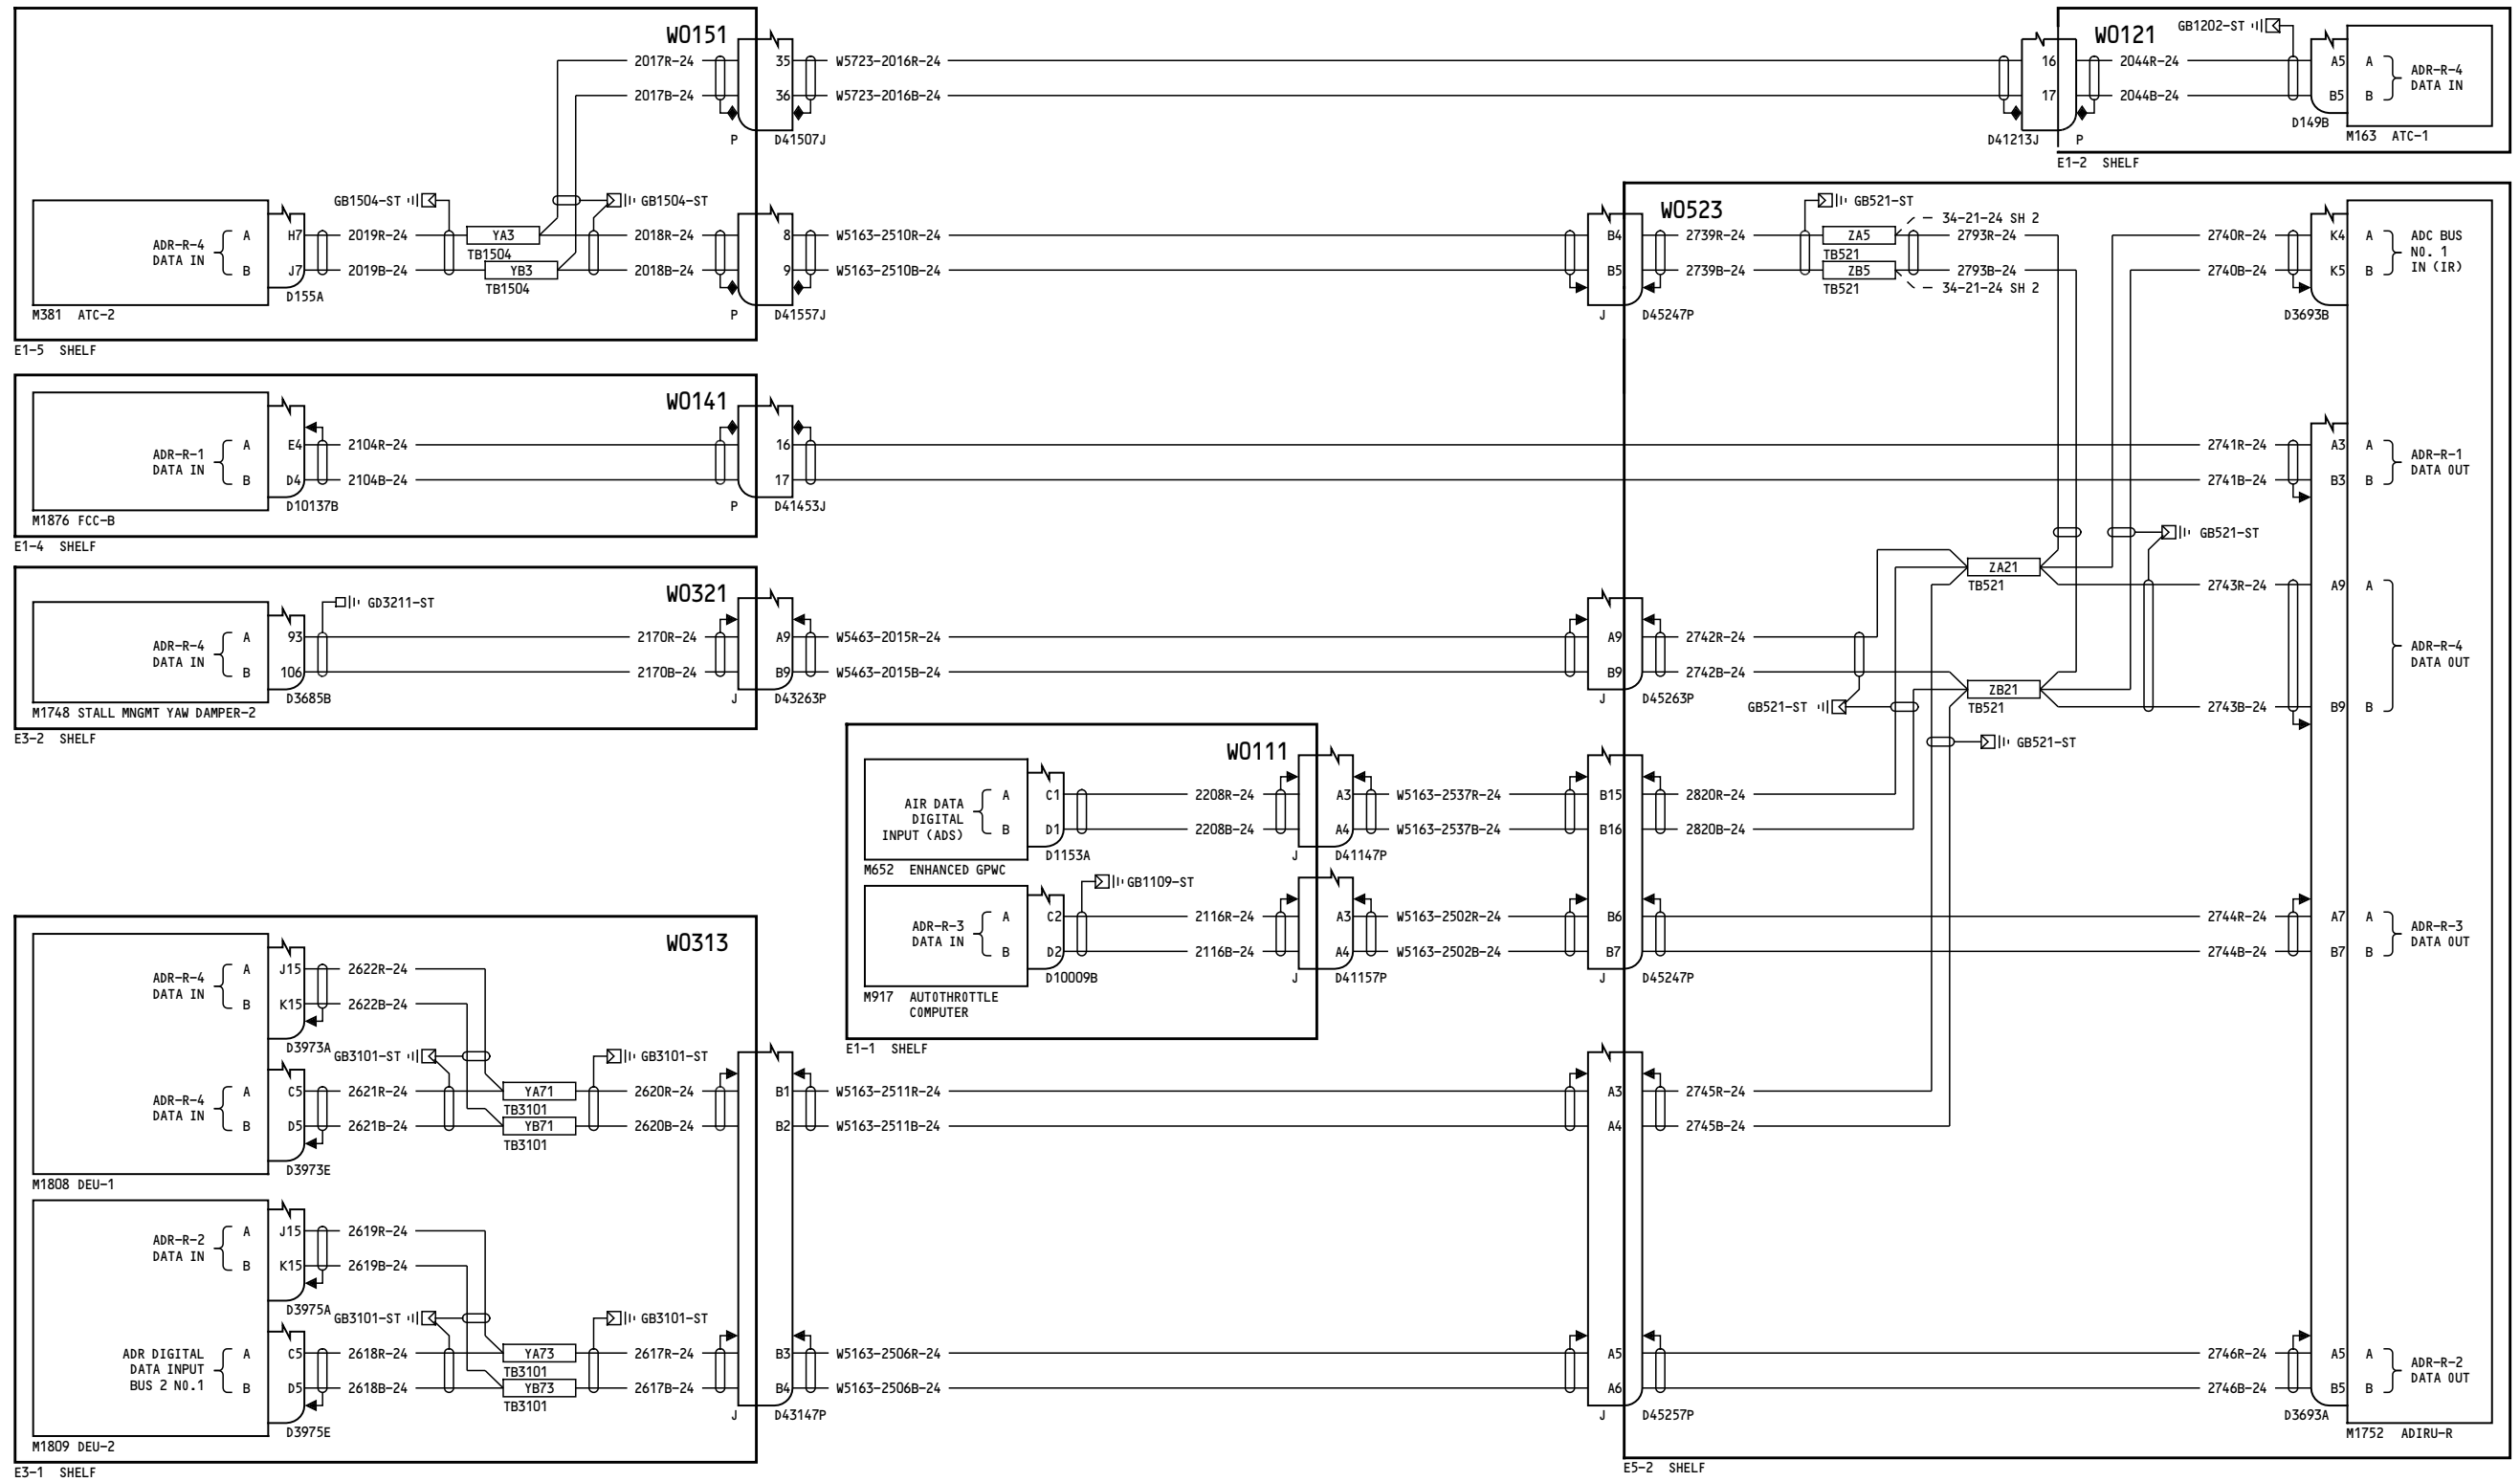 W0151
2017R-24
2017B-24
35
36
W5723-2016R-24
W5723-2016B-24
P
D41507J
16
17
D41213J
P
W0121
GB1202-ST
2044R-24
2044B-24
A5
B5
A
B
ADR-R-4
DATA IN
D149B
M163 ATC-1
E1-2 SHELF
ADR-R-4
DATA IN
A
B
H7
J7
D155A
M381 ATC-2
GB1504-ST
2019R-24
2019B-24
YA3
TB1504
YB3
TB1504
GB1504-ST
2018R-24
2018B-24
8
9
P
D41557J
W5163-2510R-24
W5163-2510B-24
E1-5 SHELF
B4
B5
J
D45247P
W0523
2739R-24
2739B-24
GB521-ST
ZA5
TB521
ZB5
TB521
34-21-24 SH 2
2793R-24
2793B-24
34-21-24 SH 2
2740R-24
2740B-24
K4
K5
A
B
ADC BUS
NO. 1
IN (IR)
D3693B
W0141
ADR-R-1
DATA IN
A
B
E4
D4
D10137B
2104R-24
2104B-24
16
17
P
D41453J
M1876 FCC-B
E1-4 SHELF
2741R-24
2741B-24
A3
B3
A
B
ADR-R-1
DATA OUT
W0321
ADR-R-4
DATA IN
A
B
93
106
D3685B
GD3211-ST
2170R-24
2170B-24
A9
B9
J
D43263P
W5463-2015R-24
W5463-2015B-24
M1748 STALL MNGMT YAW DAMPER-2
E3-2 SHELF
A9
B9
J
D45263P
2742R-24
2742B-24
GB521-ST
ZA21
TB521
ZB21
TB521
GB521-ST
GB521-ST
2743R-24
2743B-24
A9
B9
A
B
ADR-R-4
DATA OUT
W0111
AIR DATA
DIGITAL
INPUT (ADS)
A
B
C1
D1
D1153A
M652 ENHANCED GPWC
2208R-24
2208B-24
A3
A4
J
D41147P
W5163-2537R-24
W5163-2537B-24
B15
B16
2820R-24
2820B-24
ADR-R-3
DATA IN
A
B
C2
D2
D10009B
GB1109-ST
2116R-24
2116B-24
A3
A4
J
D41157P
W5163-2502R-24
W5163-2502B-24
B6
B7
J
D45247P
M917 AUTOTHROTTLE
COMPUTER
E1-1 SHELF
2744R-24
2744B-24
A7
B7
A
B
ADR-R-3
DATA OUT
W0313
ADR-R-4
DATA IN
A
B
J15
K15
D3973A
2622R-24
2622B-24
GB3101-ST
GB3101-ST
ADR-R-4
DATA IN
A
B
C5
D5
D3973E
2621R-24
2621B-24
YA71
TB3101
YB71
TB3101
2620R-24
2620B-24
B1
B2
W5163-2511R-24
W5163-2511B-24
A3
A4
2745R-24
2745B-24
M1808 DEU-1
ADR-R-2
DATA IN
A
B
J15
K15
D3975A
2619R-24
2619B-24
GB3101-ST
GB3101-ST
ADR DIGITAL
DATA INPUT
BUS 2 NO.1
A
B
C5
D5
D3975E
2618R-24
2618B-24
YA73
TB3101
YB73
TB3101
2617R-24
2617B-24
B3
B4
J
D43147P
W5163-2506R-24
W5163-2506B-24
A5
A6
J
D45257P
2746R-24
2746B-24
A5
B5
A
B
ADR-R-2
DATA OUT
D3693A
M1752 ADIRU-R
M1809 DEU-2
E3-1 SHELF
E5-2 SHELF